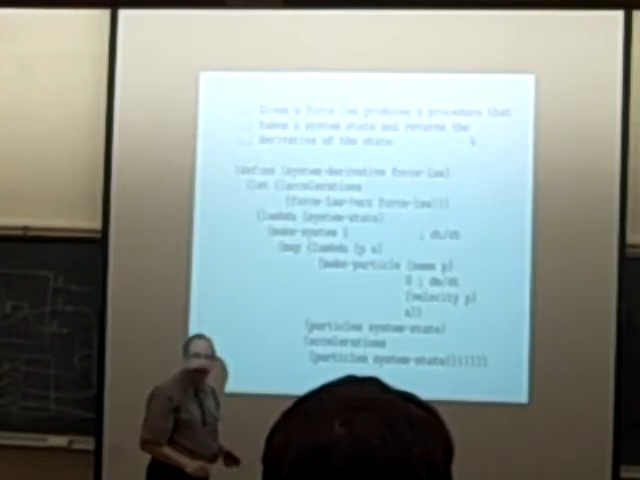 Given a force law produces a procedure that
takes a system state and returns the
derivative of the state
(define (system-derivative force-law)
(let ((accelerations
(force-law->acc force-law)))
(lambda (system-state)
(make-system 1 ; dt/dt
(map (lambda (p a)
(make-particle (name p)
0 ; dm/dt
(velocity p)
a))
(particles system-state)
(accelerations
(particles system-state)))))))